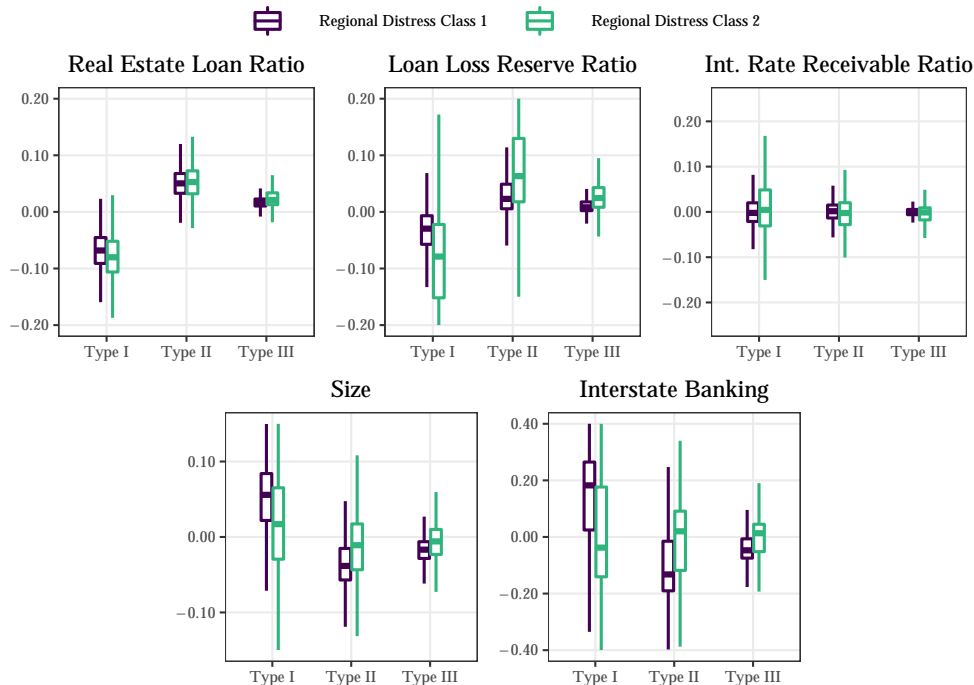 Regional Distress Class 1 Regional Distress Class 2
Real Estate Loan Ratio
0.20
0.10
0.00
−0.10
−0.20
Type I Type II Type III
Loan Loss Reserve Ratio
0.20
0.10
0.00
−0.10
−0.20
Type I Type II Type III
Int. Rate Receivable Ratio
0.20
0.10
0.00
−0.10
−0.20
Type I Type II Type III
Size
0.10
0.00
−0.10
Type I Type II Type III
Interstate Banking
0.40
0.20
0.00
−0.20
−0.40
Type I Type II Type III